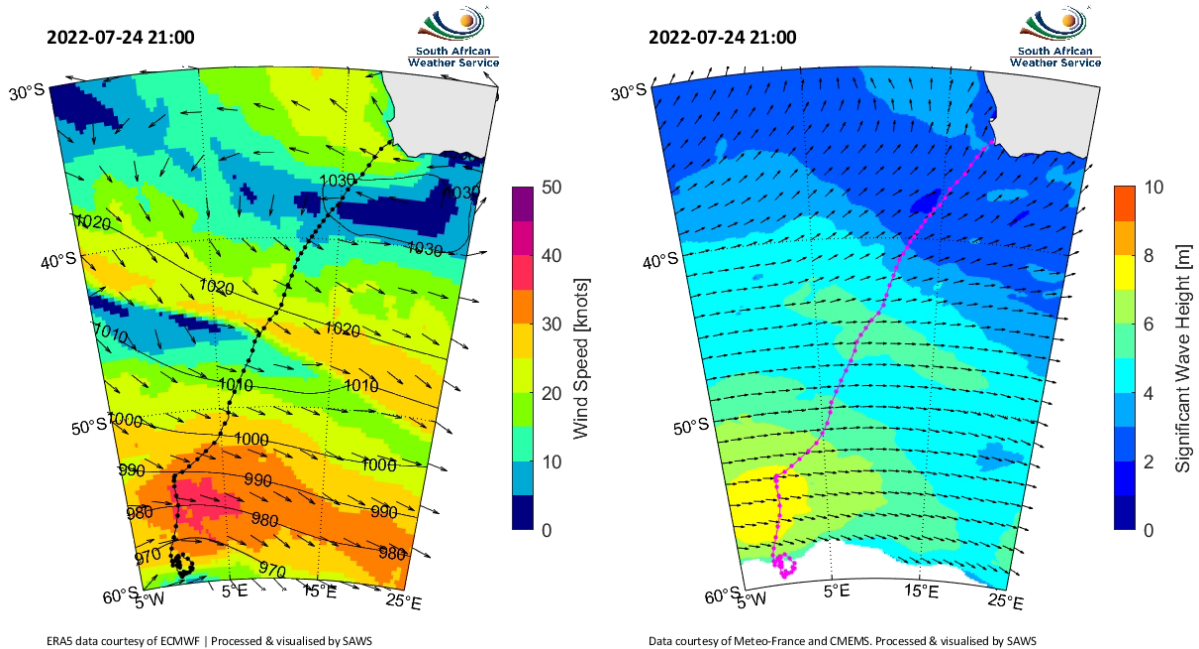 2022-07-24 21:00
South African
Weather Service
30°S
40°S
50°S
60°S
5°W
5°E
15°E
25°E
1030
1030
1030
1020
1020
1020
1010
1010
1010
1000
1000
1000
990
990
990
980
980
980
970
970
50
40
30
20
10
0
Wind Speed [knots]
ERA5 data courtesy of ECMWF | Processed & visualised by SAWS
2022-07-24 21:00
South African
Weather Service
30°S
40°S
50°S
60°S
5°W
5°E
15°E
25°E
10
8
6
4
2
0
Significant Wave Height [m]
Data courtesy of Meteo-France and CMEMS. Processed & visualised by SAWS